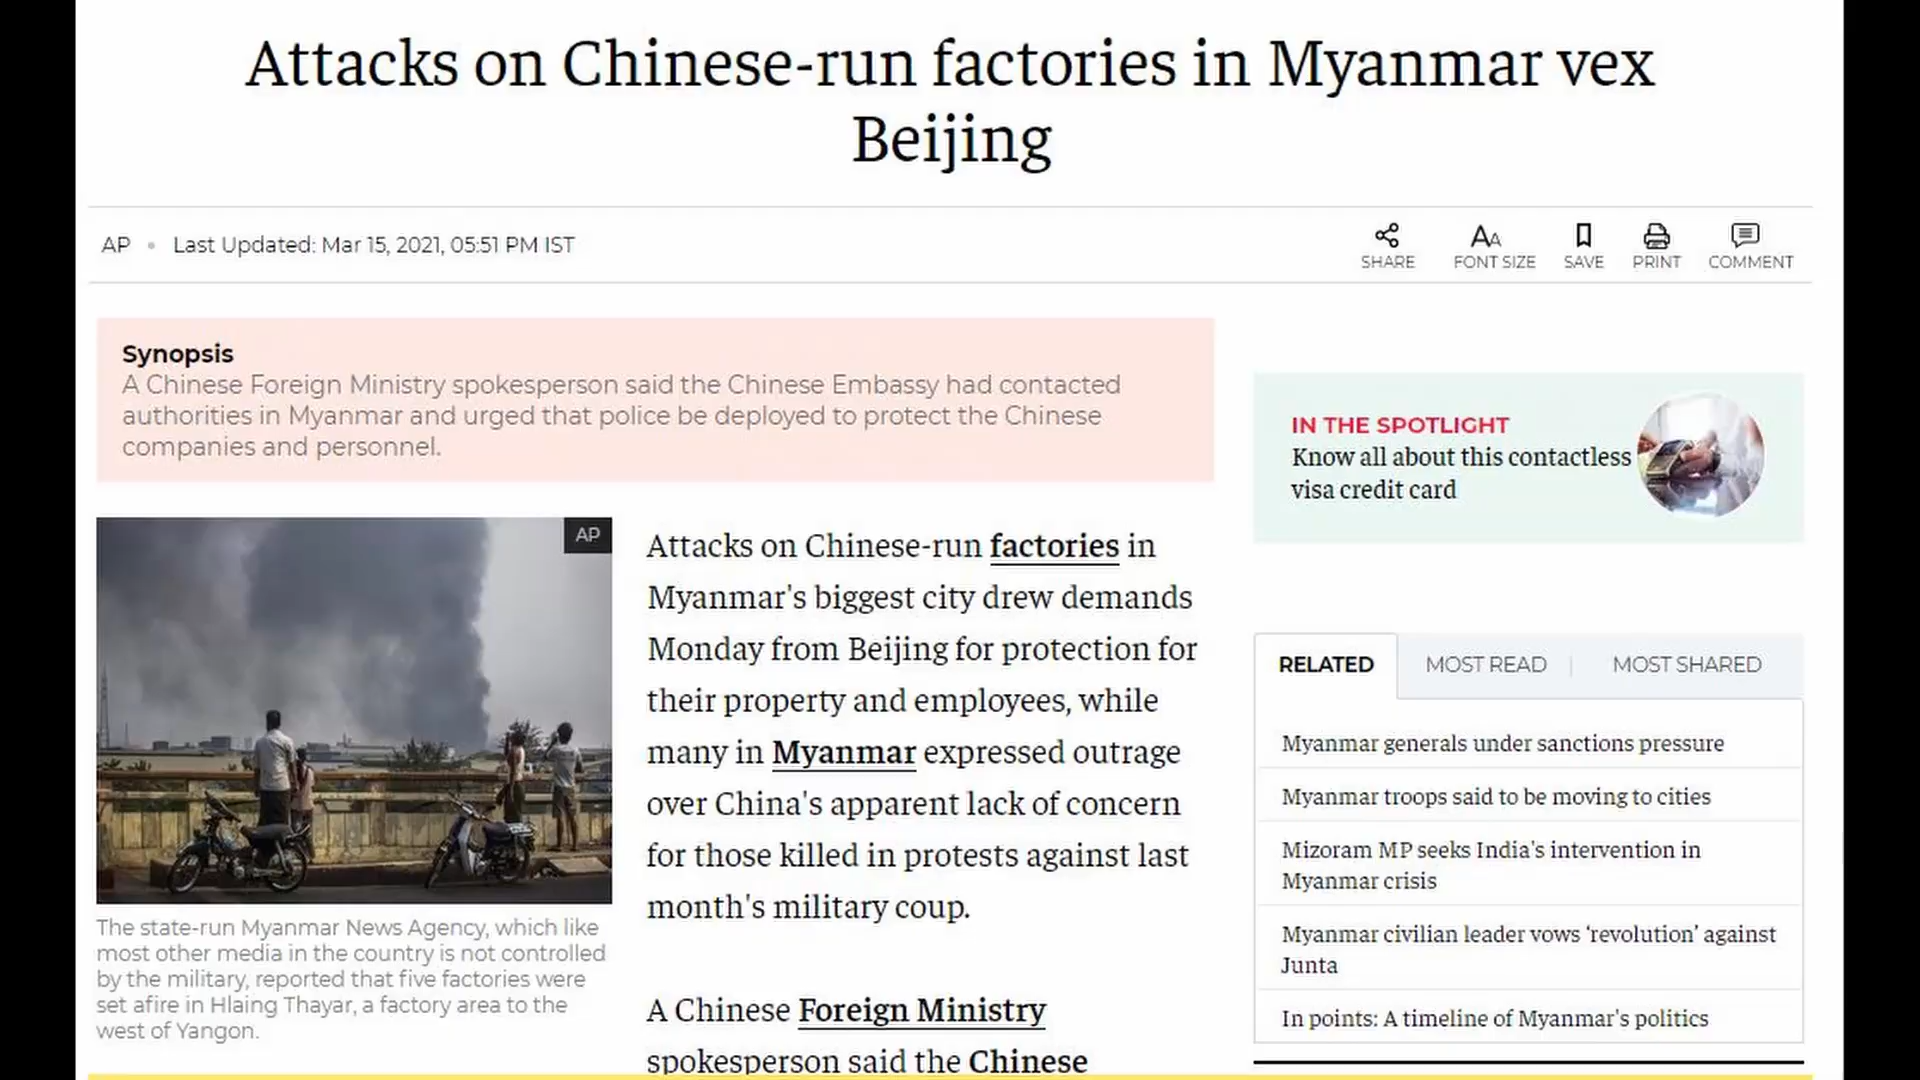 Attacks on Chinese-run factories in Myanmar vex
Beijing
AP • Last Updated: Mar 15, 2021, 05:51 PM IST
SHARE
FONT SIZE
SAVE
PRINT
COMMENT
Synopsis
A Chinese Foreign Ministry spokesperson said the Chinese Embassy had contacted
authorities in Myanmar and urged that police be deployed to protect the Chinese
companies and personnel.
AP
The state-run Myanmar News Agency, which like
most other media in the country is not controlled
by the military, reported that five factories were
set afire in Hlaing Thayar, a factory area to the
west of Yangon.
Attacks on Chinese-run factories in
Myanmar's biggest city drew demands
Monday from Beijing for protection for
their property and employees, while
many in Myanmar expressed outrage
over China's apparent lack of concern
for those killed in protests against last
month's military coup.
A Chinese Foreign Ministry
spokesperson said the Chinese
IN THE SPOTLIGHT
Know all about this contactless
visa credit card
RELATED
MOST READ
MOST SHARED
Myanmar generals under sanctions pressure
Myanmar troops said to be moving to cities
Mizoram MP seeks India's intervention in
Myanmar crisis
Myanmar civilian leader vows ‘revolution’ against
Junta
In points: A timeline of Myanmar's politics